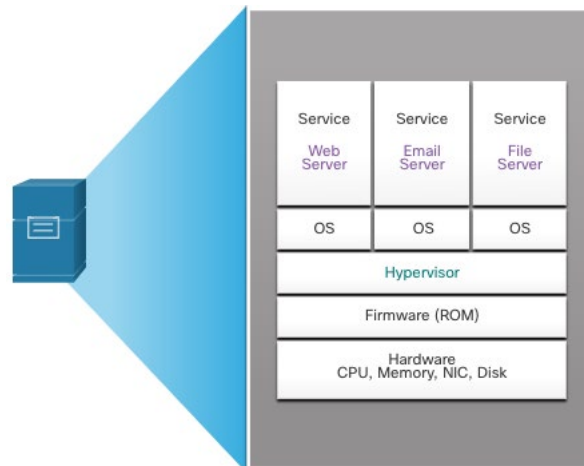 Service Service Service
Web Email File
Server Server Server
OS OS OS
Hypervisor
Firmware (ROM)
Hardware
CPU, Memory, NIC, Disk